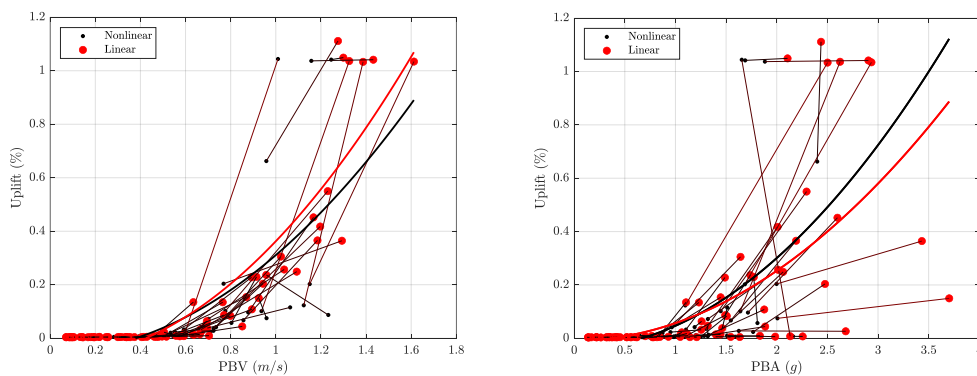 1.2
1
0.8
0.6
0.4
0.2
0
Uplift (%)
Nonlinear
Linear
0 0.2 0.4 0.6 0.8 1 1.2 1.4 1.6 1.8
PBV (m/s)
1.2
1
0.8
0.6
0.4
0.2
0
Uplift (%)
Nonlinear
Linear
0 0.5 1 1.5 2 2.5 3 3.5
PBA (g)